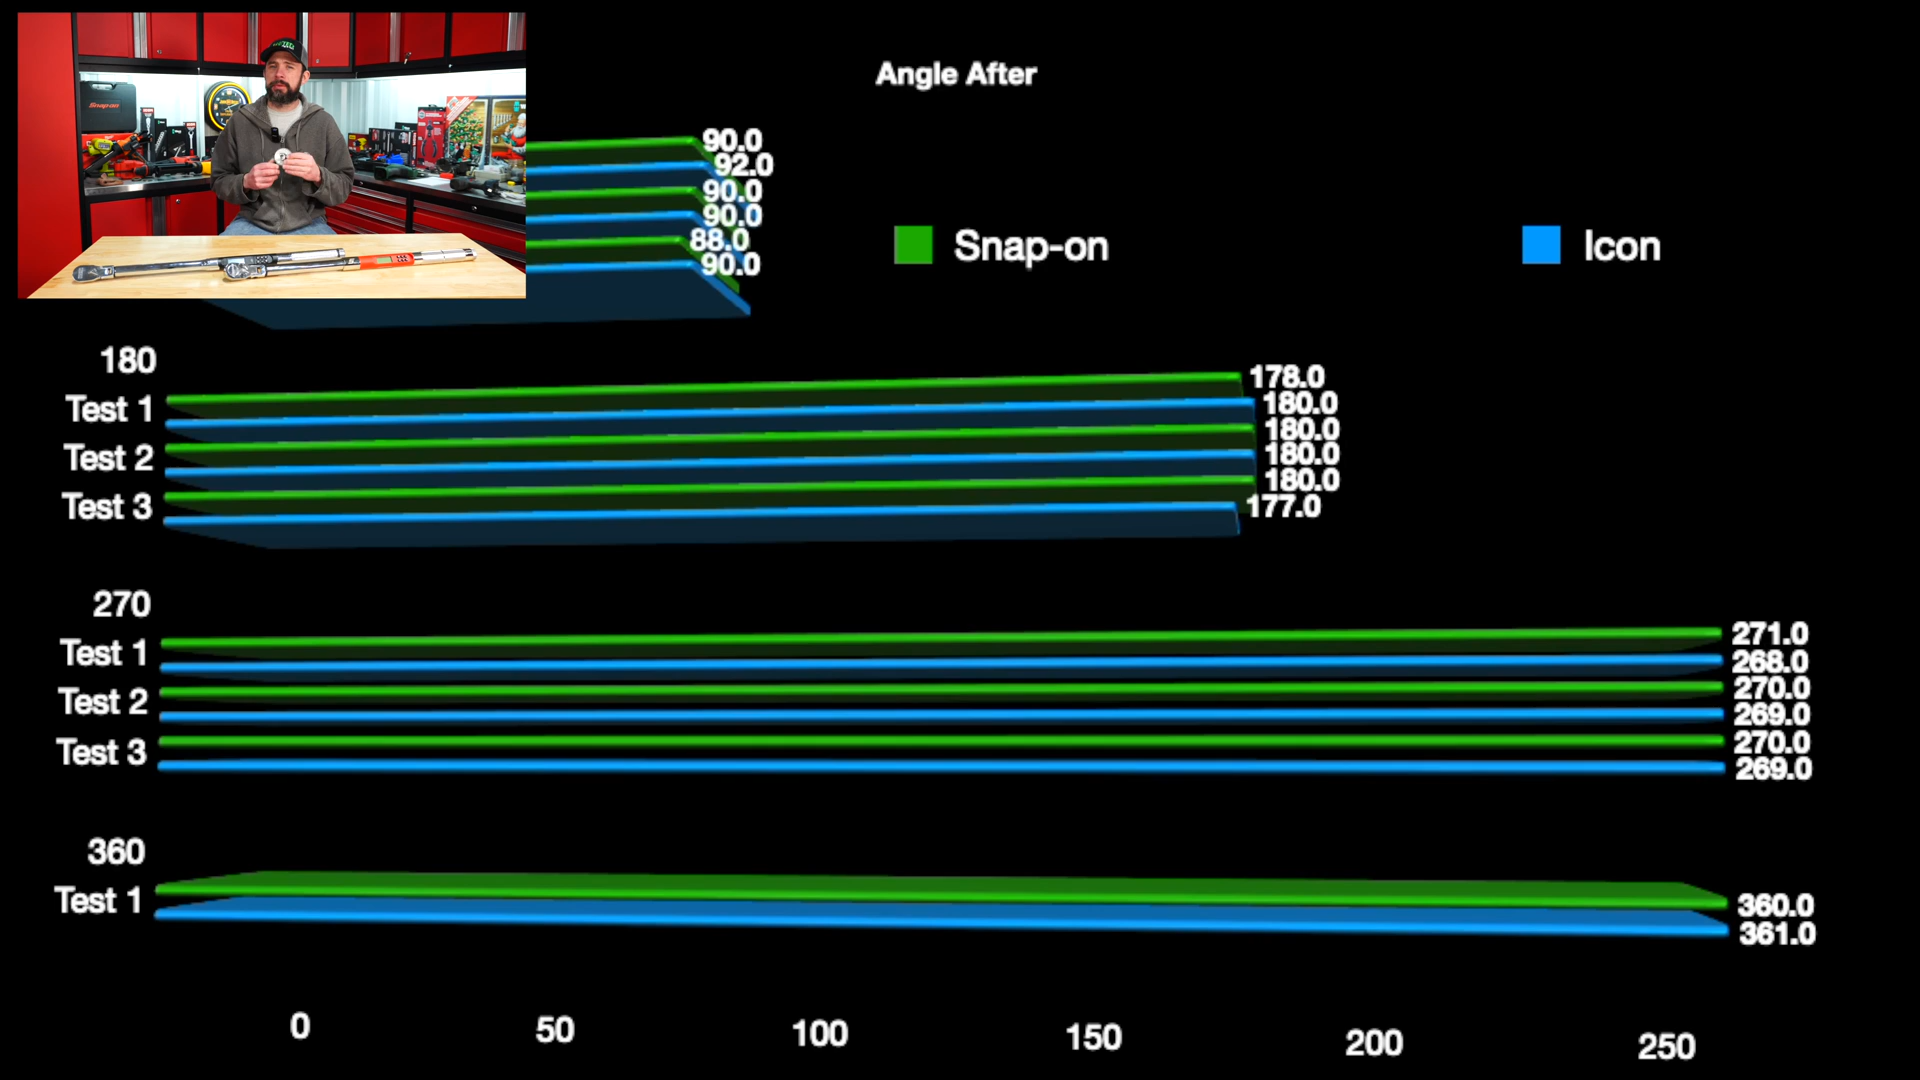 Angle After
Snap-on
90.0
92.0
90.0
90.0
88.0
90.0
Snap-on
Icon
180
Test 1
178.0
180.0
Test 2
180.0
180.0
Test 3
180.0
177.0
270
Test 1
271.0
268.0
Test 2
270.0
269.0
Test 3
270.0
269.0
360
Test 1
360.0
361.0
0
50
100
150
200
250